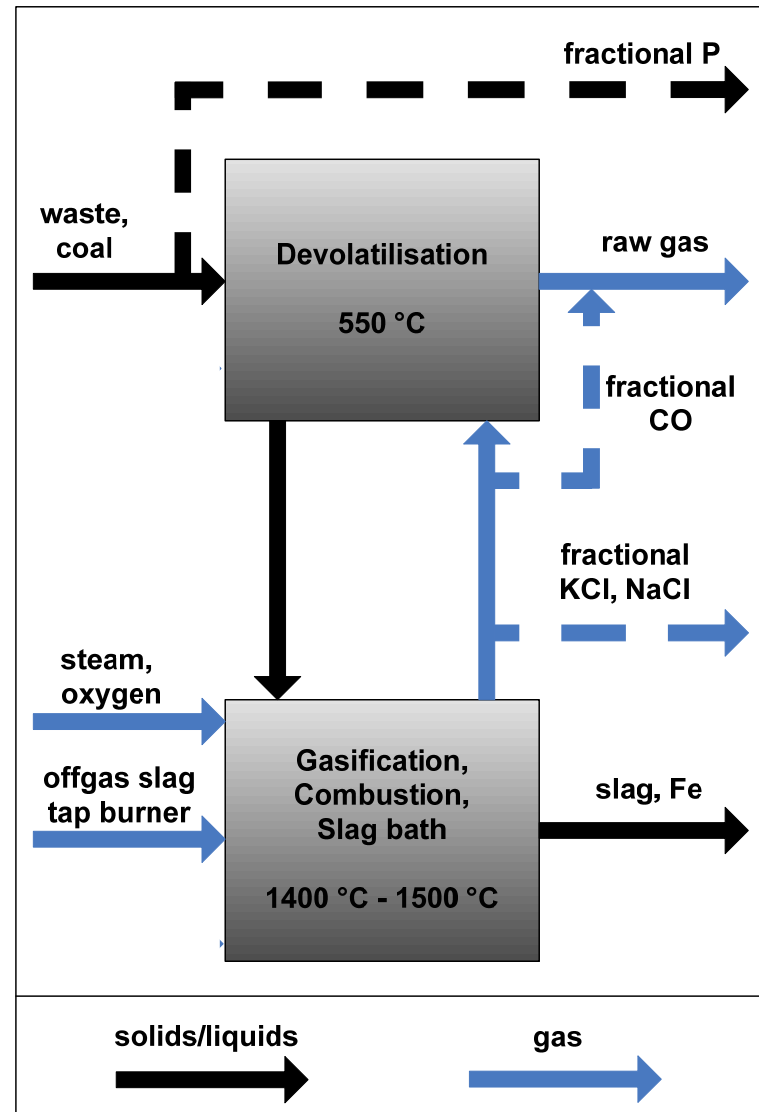 fractional P
waste,
coal
Devolatilisation
550 °C
raw gas
fractional
CO
fractional
KCl, NaCl
steam,
oxygen
offgas slag
tap burner
Gasification,
Combustion,
Slag bath
1400 °C - 1500 °C
slag, Fe
solids/liquids
gas